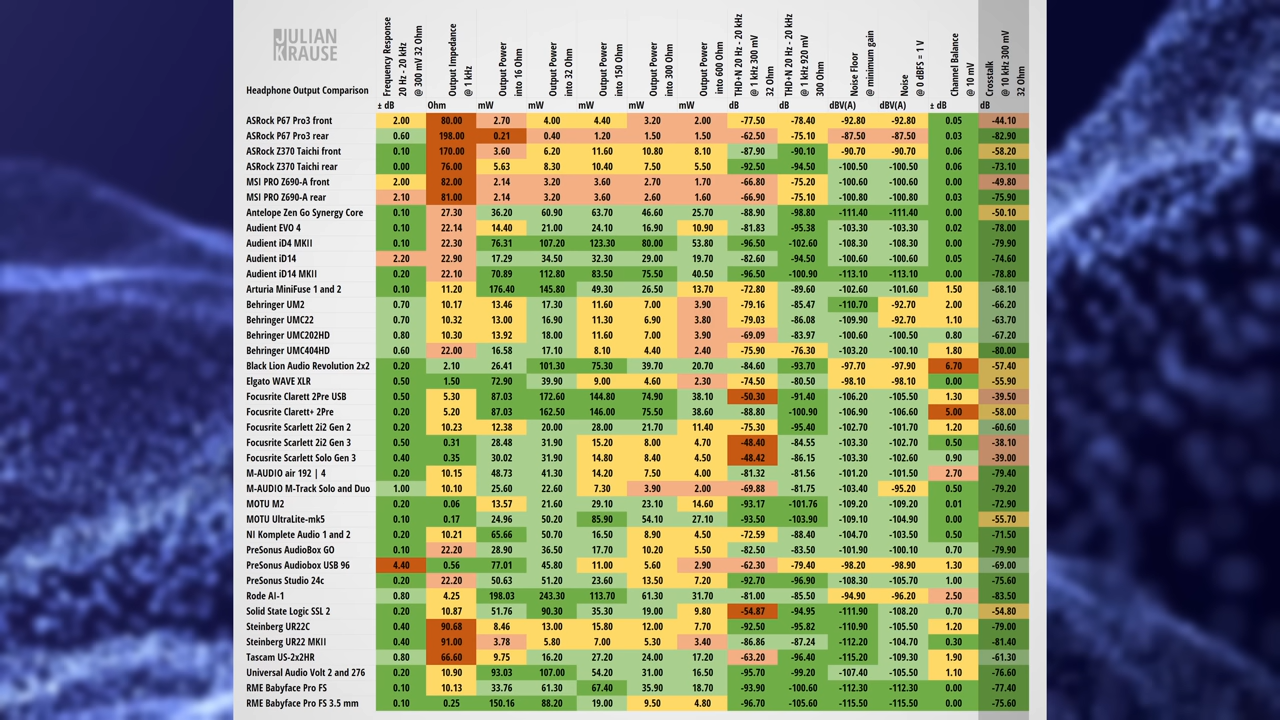 JULIAN
KRAUSE
Headphone Output Comparison
Frequency Response
20 Hz - 20 kHz
@ 300 mV 32 Ohm
Output Impedance
@ 1 kHz
Output Power
into 16 Ohm
Output Power
into 32 Ohm
Output Power
into 150 Ohm
Output Power
into 300 Ohm
Output Power
into 600 Ohm
THD+N 20 Hz - 20 kHz
@ 1 kHz 300 mV
32 Ohm
THD+N 20 Hz - 20 kHz
@ 1 kHz 920 mV
300 Ohm
Noise Floor
@ minimum gain
Noise
@ 0 dBFS = 1 V
Channel Balance
@ 10 mV
Crosstalk
@ 10 kHz 300 mV
32 Ohm
± dB Ohm mW mW mW mW mW dB dB dBV(A) dBV(A) ± dB dB
ASRock P67 Pro3 front 2.00 80.00 2.70 4.00 4.40 3.20 2.00 -77.50 -78.40 -92.80 -92.80 0.05 -44.10
ASRock P67 Pro3 rear 0.60 198.00 0.21 0.40 1.20 1.50 1.50 -62.50 -75.10 -87.50 -87.50 0.03 -82.90
ASRock Z370 Taichi front 0.10 170.00 3.60 6.20 11.60 10.80 8.10 -87.90 -90.10 -90.70 -90.70 0.06 -58.20
ASRock Z370 Taichi rear 0.00 76.00 5.63 8.30 10.40 7.50 5.50 -92.50 -94.50 -100.50 -100.50 0.06 -73.10
MSI PRO Z690-A front 2.00 82.00 2.14 3.20 3.60 2.70 1.70 -66.80 -75.20 -100.60 -100.60 0.00 -49.80
MSI PRO Z690-A rear 2.10 81.00 2.14 3.20 3.60 2.60 1.60 -66.90 -75.10 -100.80 -100.80 0.03 -75.90
Antelope Zen Go Synergy Core 0.10 27.30 36.20 60.90 63.70 46.60 25.70 -88.90 -98.80 -111.40 -111.40 0.00 -50.10
Audient EVO 4 0.10 22.14 14.40 21.00 24.10 16.90 10.90 -81.83 -95.38 -103.30 -103.30 0.02 -78.00
Audient iD4 MKII 0.10 22.30 76.31 107.20 123.30 80.00 53.80 -96.50 -102.60 -108.30 -108.30 0.00 -79.90
Audient iD14 2.20 22.90 17.29 34.50 32.30 29.00 19.70 -82.60 -94.50 -100.60 -100.60 0.05 -74.60
Audient iD14 MKII 0.20 22.10 70.89 112.80 83.50 75.50 40.50 -96.50 -100.90 -113.10 -113.10 0.00 -78.80
Arturia MiniFuse 1 and 2 0.10 11.20 176.40 145.80 49.30 26.50 13.70 -72.80 -89.60 -102.60 -101.60 1.50 -68.10
Behringer UM2 0.70 10.17 13.46 17.30 11.60 7.00 3.90 -79.16 -85.47 -110.70 -92.70 2.00 -66.20
Behringer UMC22 0.70 10.32 13.00 16.90 11.30 6.90 3.80 -79.03 -86.08 -109.90 -92.70 1.10 -63.70
Behringer UMC202HD 0.80 10.30 13.92 18.00 11.60 7.00 3.90 -69.09 -83.97 -100.60 -100.50 0.80 -67.20
Behringer UMC404HD 0.60 22.00 16.58 17.10 8.10 4.40 2.40 -75.90 -76.30 -103.20 -100.10 1.80 -80.00
Black Lion Audio Revolution 2x2 0.20 2.10 26.41 101.30 75.30 39.70 20.70 -84.60 -93.70 -97.70 -97.90 6.70 -57.40
Elgato WAVE XLR 0.50 1.50 72.90 39.90 9.00 4.60 2.30 -74.50 -80.50 -98.10 -98.10 0.00 -55.90
Focusrite Clarett 2Pre USB 0.50 5.30 87.03 172.60 144.80 74.90 38.10 -50.30 -91.40 -106.20 -105.50 1.30 -39.50
Focusrite Clarett+ 2Pre 0.20 5.20 87.03 162.50 146.00 75.50 38.60 -88.80 -100.90 -106.90 -106.60 5.00 -58.00
Focusrite Scarlett 2i2 Gen 2 0.20 10.23 12.38 20.00 28.00 21.70 11.40 -75.30 -95.40 -102.70 -101.70 1.20 -60.60
Focusrite Scarlett 2i2 Gen 3 0.50 0.31 28.48 31.90 15.20 8.00 4.70 -48.40 -84.55 -103.30 -102.70 0.50 -38.10
Focusrite Scarlett Solo Gen 3 0.40 0.35 30.02 31.90 14.80 8.40 4.50 -48.42 -86.15 -103.30 -102.60 0.90 -39.00
M-AUDIO air 192 | 4 0.20 10.15 48.73 41.30 14.20 7.50 4.00 -81.32 -81.56 -101.20 -101.50 2.70 -79.40
M-AUDIO M-Track Solo and Duo 1.00 10.10 25.60 22.60 7.30 3.90 2.00 -69.88 -81.75 -103.40 -95.20 0.50 -79.20
MOTU M2 0.20 0.06 13.57 21.60 29.10 23.10 14.60 -93.17 -101.76 -109.20 -109.20 0.01 -72.90
MOTU UltraLite-mk5 0.10 0.17 24.96 50.20 85.90 54.10 27.10 -93.50 -103.90 -109.10 -104.90 0.00 -55.70
NI Komplete Audio 1 and 2 0.20 10.21 65.66 50.70 16.50 8.90 4.50 -72.59 -88.40 -104.70 -103.50 0.50 -71.50
PreSonus AudioBox GO 0.10 22.20 28.90 36.50 17.70 10.20 5.50 -82.50 -83.50 -101.90 -100.10 0.70 -79.90
PreSonus Audiobox USB 96 4.40 0.56 77.01 45.80 11.00 5.60 2.90 -62.30 -79.40 -98.20 -98.90 1.30 -69.00
PreSonus Studio 24c 0.20 22.20 50.63 51.20 23.60 13.50 7.20 -92.70 -96.90 -108.30 -105.70 1.00 -75.60
Rode AI-1 0.80 4.25 198.03 243.30 113.70 61.30 31.70 -81.00 -85.50 -94.90 -96.20 2.50 -83.50
Solid State Logic SSL 2 0.20 10.87 51.76 90.30 35.30 19.00 9.80 -54.87 -94.95 -111.90 -108.20 0.70 -54.80
Steinberg UR22C 0.40 90.68 8.46 13.00 15.80 12.00 7.70 -92.50 -95.82 -110.90 -105.50 1.20 -79.00
Steinberg UR22 MKII 0.40 91.00 3.78 5.80 7.00 5.30 3.40 -86.86 -87.24 -112.20 -104.70 0.30 -81.40
Tascam US-2x2HR 0.80 66.60 9.75 16.20 27.20 24.00 17.20 -63.20 -96.40 -115.20 -109.30 1.90 -61.30
Universal Audio Volt 2 and 276 0.20 10.90 93.03 107.00 54.20 31.00 16.50 -95.70 -99.20 -107.40 -105.50 1.10 -76.60
RME Babyface Pro FS 0.10 10.13 33.76 61.30 67.40 35.90 18.70 -93.90 -100.60 -112.30 -112.30 0.00 -77.40
RME Babyface Pro FS 3.5 mm 0.10 0.25 150.16 88.20 19.00 9.50 4.80 -96.70 -105.60 -115.50 -115.50 0.00 -75.60